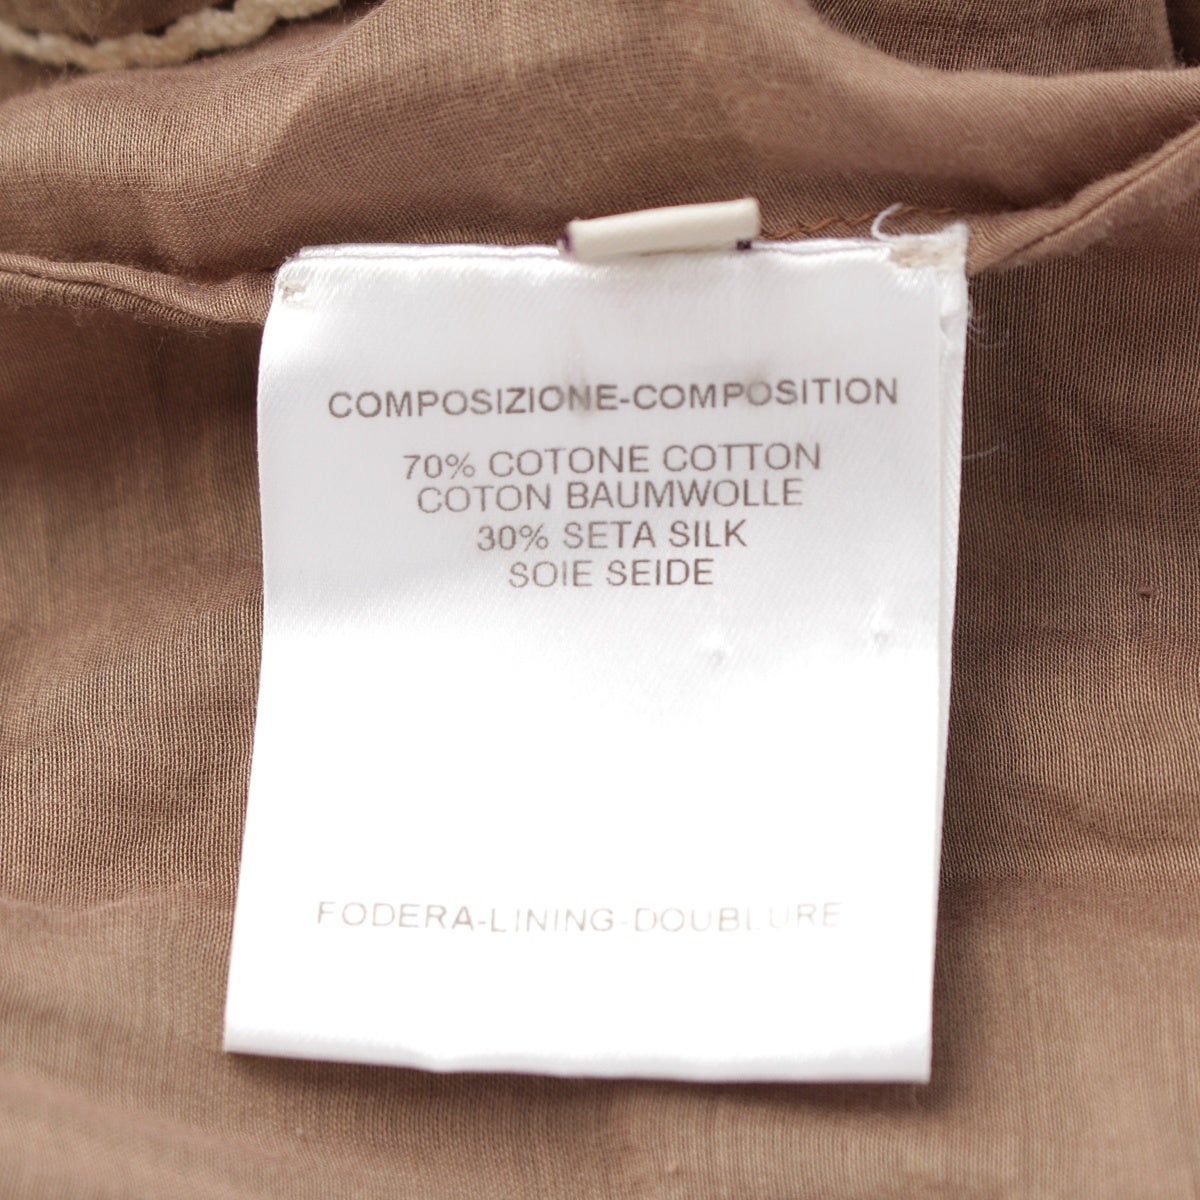 COMPOSIZIONE-COMPOSITION
70% COTONE COTTON
COTON BAUMWOLLE
30% SETA SILK
SOIE SEIDE
FODERA-LINING-DOUBLURE